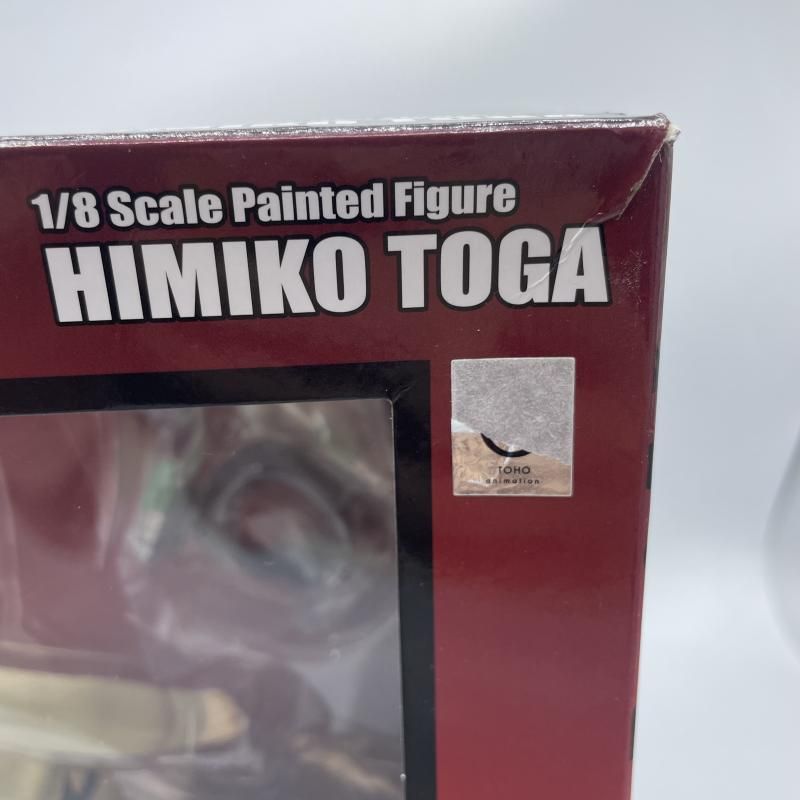 1/8 Scale Painted Figure
HIMIKO TOGA
TOHO
animation